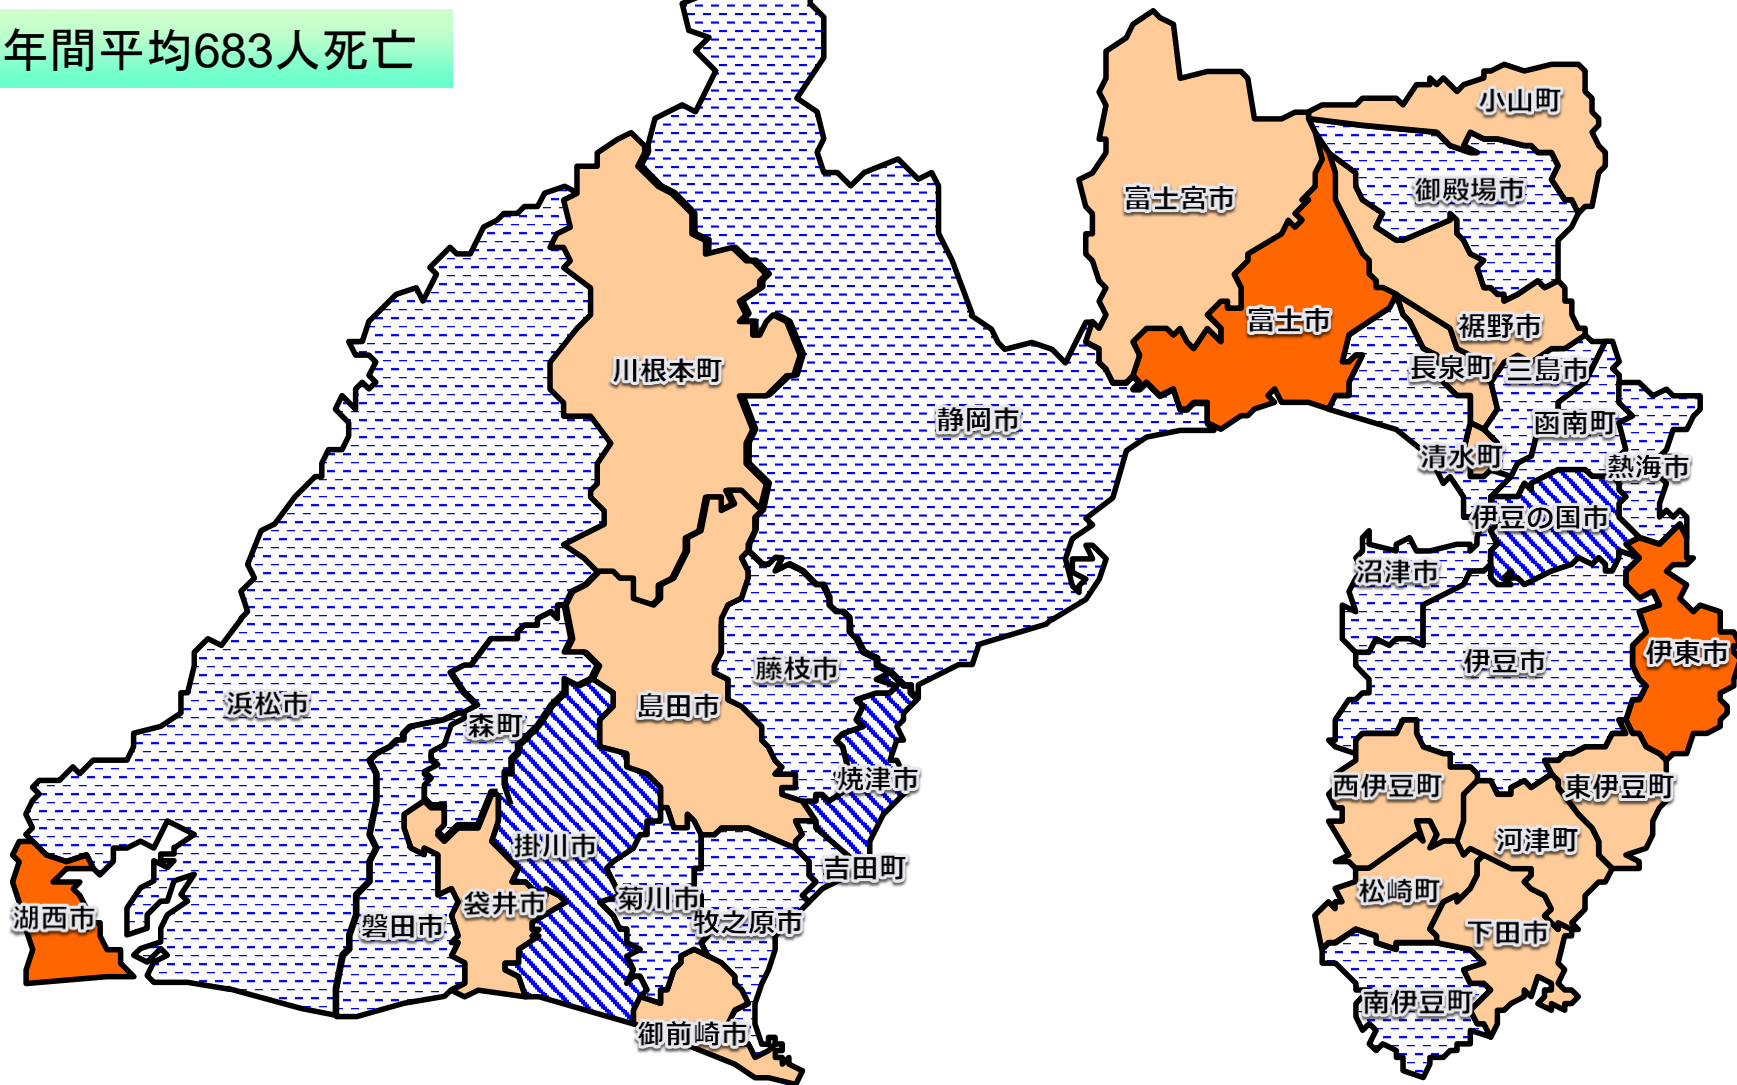 年間平均683人死亡
小山町
御殿場市
富士宮市
富士市
裾野市
長泉町
三島市
川根本町
静岡市
函南町
清水町
熱海市
伊豆の国市
沼津市
伊豆市
伊東市
藤枝市
島田市
浜松市
森町
焼津市
西伊豆町
東伊豆町
掛川市
河津町
吉田町
菊川市
松崎町
袋井市
湖西市
磐田市
牧之原市
下田市
南伊豆町
御前崎市